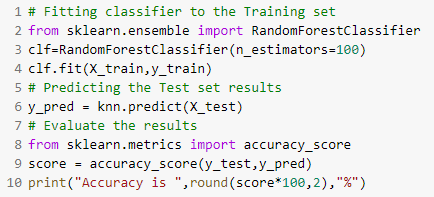 1 # Fitting classifier to the Training set
2 from sklearn.ensemble import RandomForestClassifier
3 clf=RandomForestClassifier(n_estimators=100)
4 clf.fit(X_train,y_train)
5 # Predicting the Test set results
6 y_pred = knn.predict(X_test)
7 # Evaluate the results
8 from sklearn.metrics import accuracy_score
9 score = accuracy_score(y_test,y_pred)
10 print("Accuracy is ",round(score*100,2),"%")